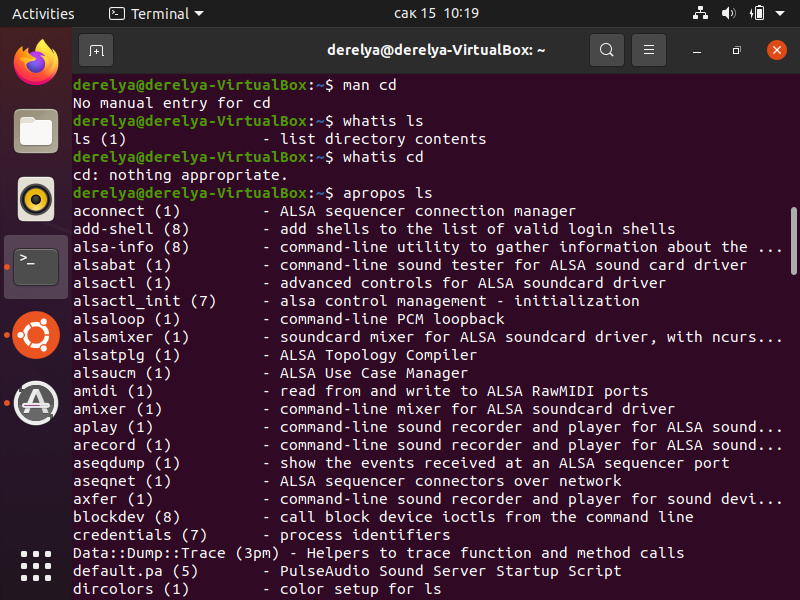 Activities Terminal сак 15 10:19
derelya@derelya-VirtualBox: ~
derelya@derelya-VirtualBox:~$ man cd
No manual entry for cd
derelya@derelya-VirtualBox:~$ whatis ls
ls (1)               - list directory contents
derelya@derelya-VirtualBox:~$ whatis cd
cd: nothing appropriate.
derelya@derelya-VirtualBox:~$ apropos ls
aconnect (1)         - ALSA sequencer connection manager
add-shell (8)        - add shells to the list of valid login shells
alsa-info (8)        - command-line utility to gather information about the ...
alsabat (1)          - command-line sound tester for ALSA sound card driver
alsactl (1)          - advanced controls for ALSA soundcard driver
alsactl_init (7)     - alsa control management - initialization
alsaloop (1)         - command-line PCM loopback
alsamixer (1)        - soundcard mixer for ALSA soundcard driver, with ncurs...
alsatplg (1)         - ALSA Topology Compiler
alsaucm (1)          - ALSA Use Case Manager
amidi (1)            - read from and write to ALSA RawMIDI ports
amixer (1)           - command-line mixer for ALSA soundcard driver
aplay (1)            - command-line sound recorder and player for ALSA sound...
arecord (1)          - command-line sound recorder and player for ALSA sound...
aseqdump (1)         - show the events received at an ALSA sequencer port
aseqnet (1)          - ALSA sequencer connectors over network
axfer (1)            - command-line sound recorder and player for sound devi...
blockdev (8)         - call block device ioctls from the command line
credentials (7)      - process identifiers
Data::Dump::Trace (3pm) - Helpers to trace function and method calls
default.pa (5)       - PulseAudio Sound Server Startup Script
dircolors (1)        - color setup for ls